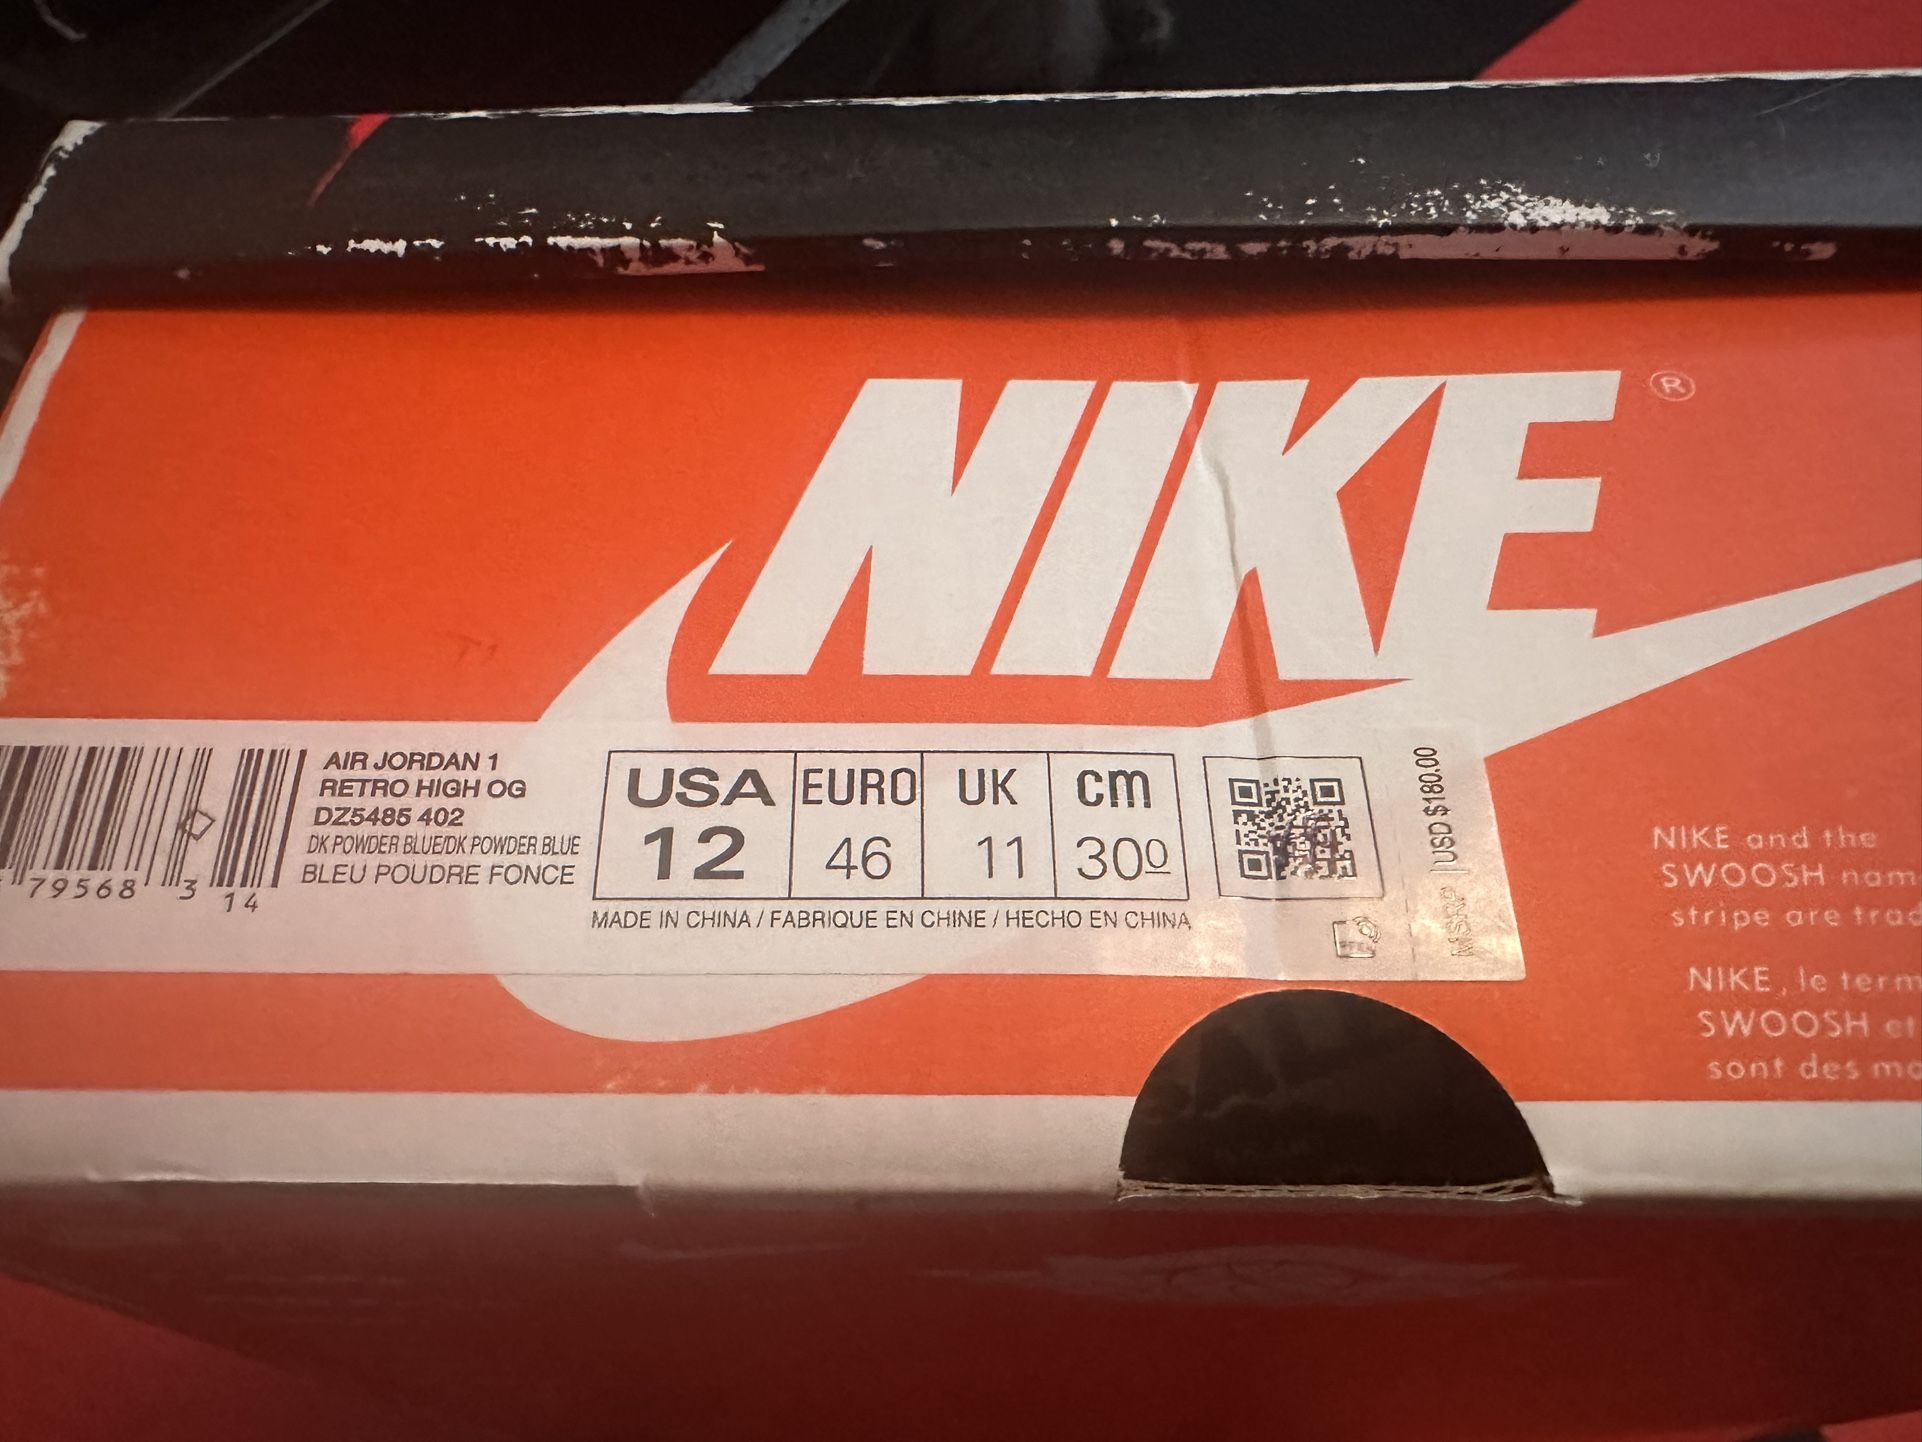 NIKE ®
79568 3
14
AIR JORDAN 1
RETRO HIGH OG
DZ5485 402
DK POWDER BLUE/DK POWDER BLUE
BLEU POUDRE FONCE
USA EURO UK cm
12 46 11 30º
MADE IN CHINA / FABRIQUE EN CHINE / HECHO EN CHINA
MSRP | USD $180.00
NIKE and the
SWOOSH
stripe are
NIKE, le
SWOOSH et
sont des